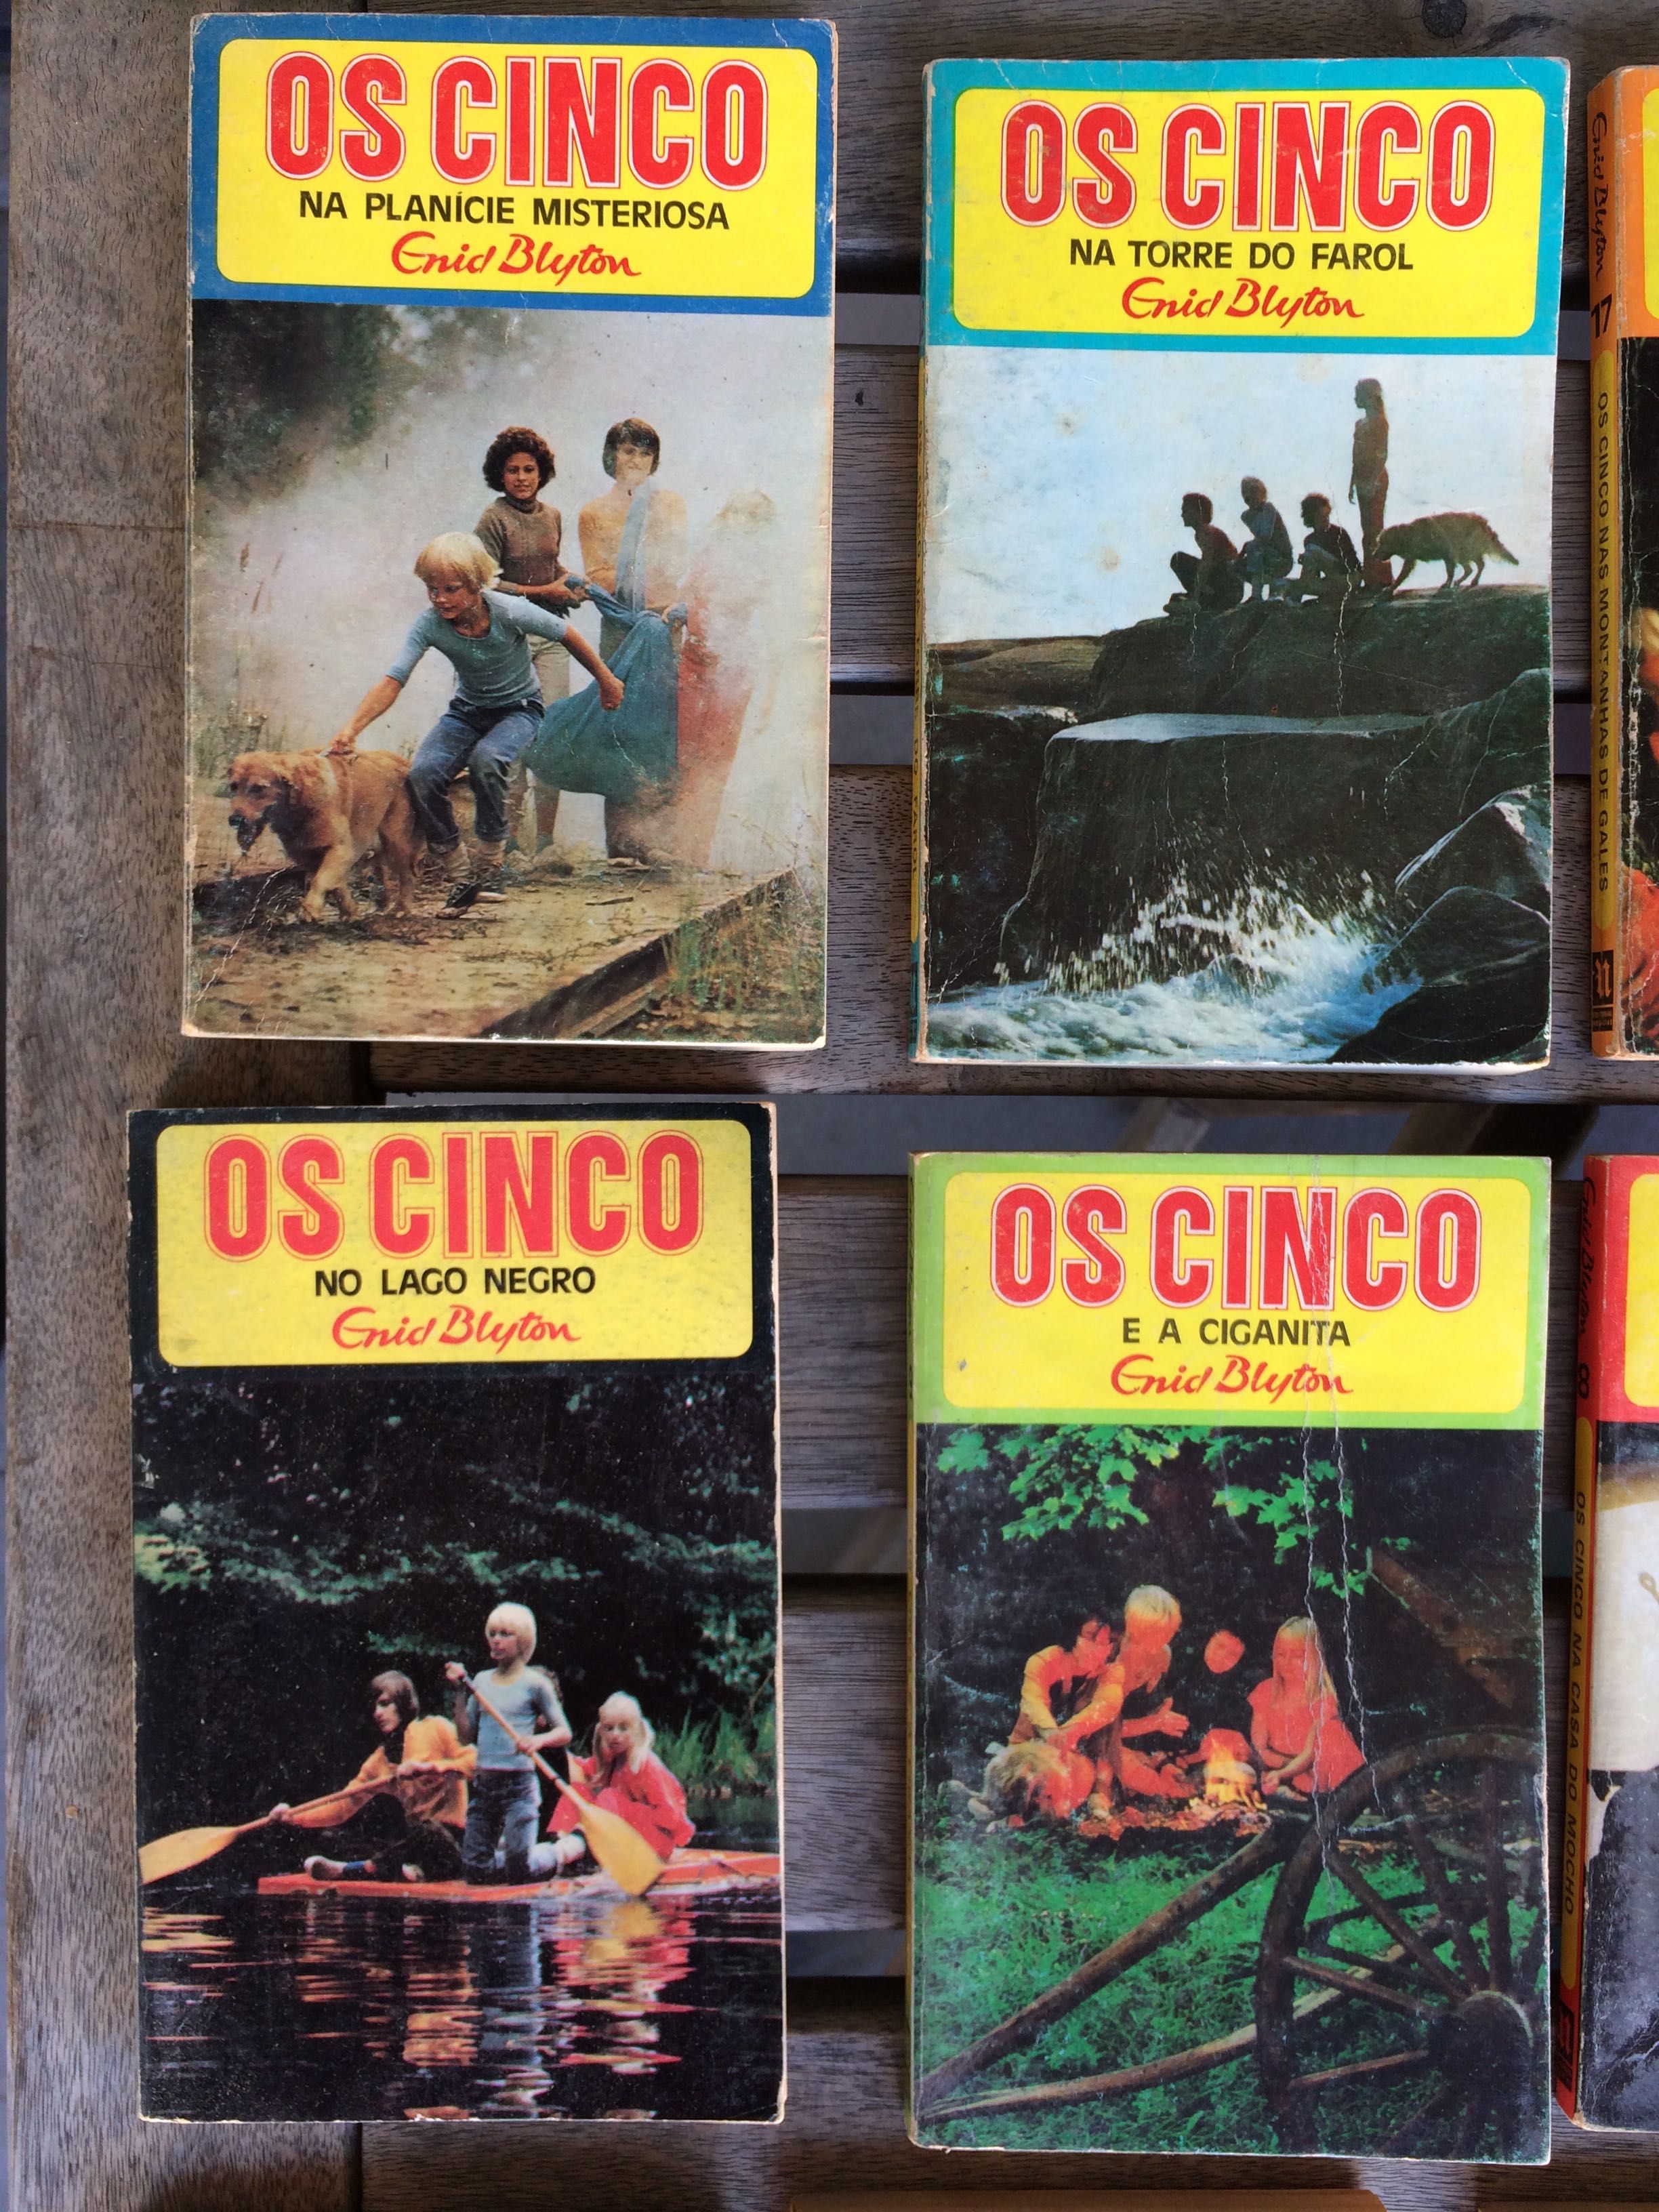 OS CINCO
NA PLANÍCIE MISTERIOSA
Enid Blyton
OS CINCO
NA TORRE DO FAROL
Enid Blyton
Enid Blyton
17
OS CINCO NAS MONTANHAS DE GALES
OS CINCO
NO LAGO NEGRO
Enid Blyton
OS CINCO
E A CIGANITA
Enid Blyton
Enid Blyton
8
OS CINCO NA CASA DO MOCHO